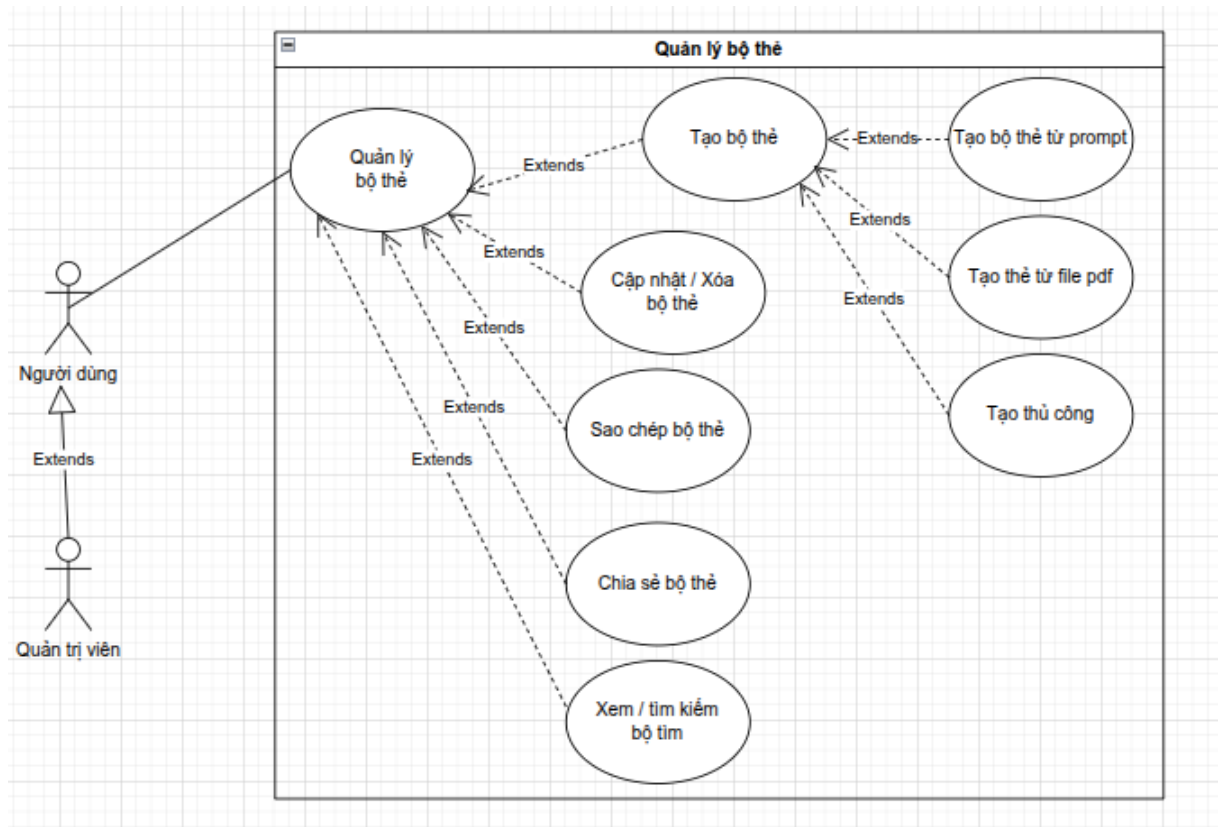 Quản lý bộ thẻ
Quản lý
bộ thẻ
Tạo bộ thẻ
Extends
Tạo bộ thẻ từ prompt
Extends
Extends
Tạo thẻ từ file pdf
Extends
Cập nhật / Xóa
bộ thẻ
Extends
Tạo thủ công
Extends
Sao chép bộ thẻ
Extends
Chia sẻ bộ thẻ
Extends
Xem / tìm kiếm
bộ tìm
Người dùng
Extends
Quản trị viên